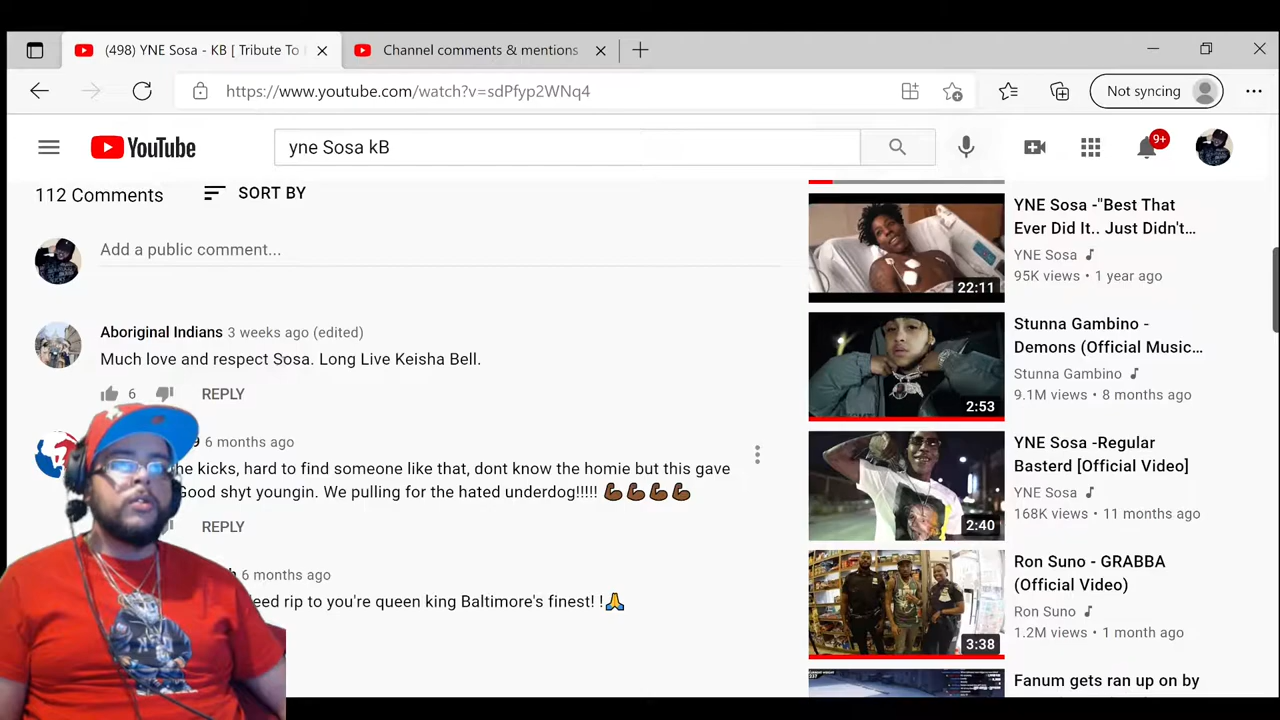 (498) YNE Sosa - KB [ Tribute To
Channel comments & mentions
https://www.youtube.com/watch?v=sdPfyp2WNq4
Not syncing
YouTube
yne Sosa kB
9+
112 Comments
SORT BY
Add a public comment...
Aboriginal Indians 3 weeks ago (edited)
Much love and respect Sosa. Long Live Keisha Bell.
6
REPLY
9 6 months ago
he kicks, hard to find someone like that, dont know the homie but this gave
Good shyt youngin. We pulling for the hated underdog!!!!! 💪🏾💪🏾💪🏾💪🏾
REPLY
h 6 months ago
eed rip to you're queen king Baltimore's finest! !🙏
YNE Sosa -"Best That
Ever Did It.. Just Didn't...
YNE Sosa
95K views • 1 year ago
22:11
Stunna Gambino -
Demons (Official Music...
Stunna Gambino
9.1M views • 8 months ago
2:53
YNE Sosa -Regular
Basterd [Official Video]
YNE Sosa
168K views • 11 months ago
2:40
Ron Suno - GRABBA
(Official Video)
Ron Suno
1.2M views • 1 month ago
3:38
Fanum gets ran up on by